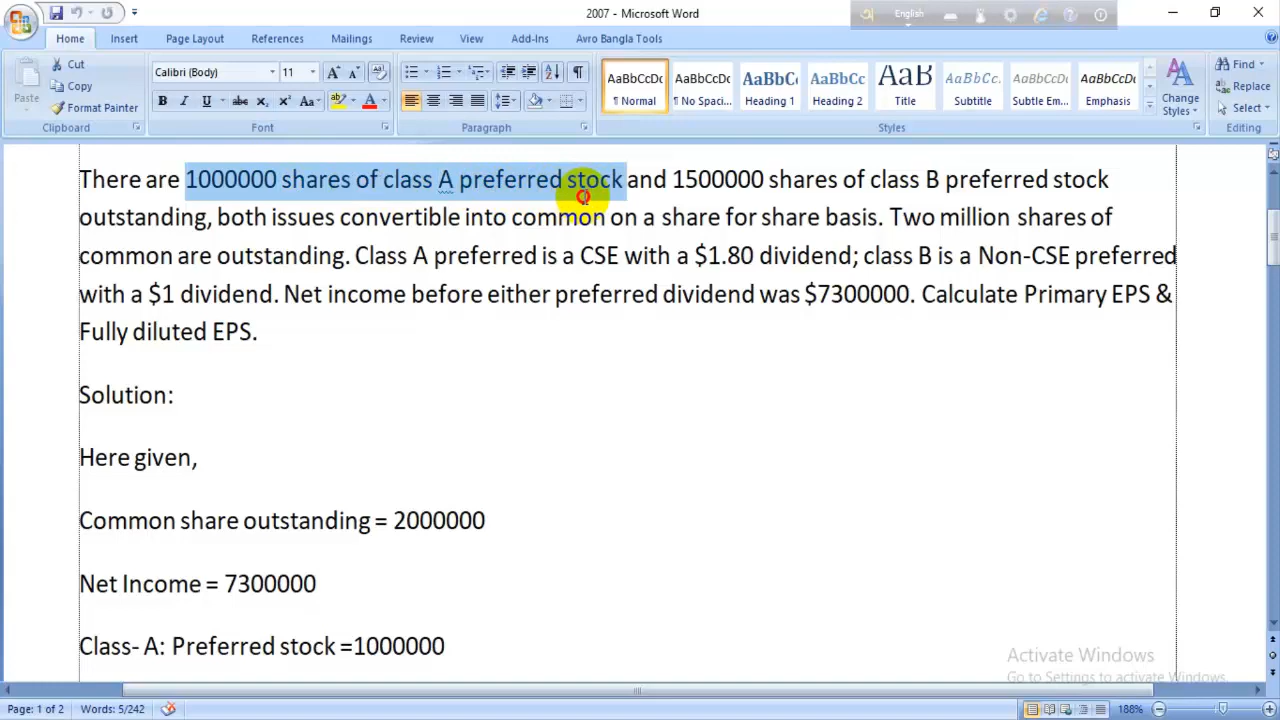 2007 - Microsoft Word
English
Home Insert Page Layout References Mailings Review View Add-Ins Avro Bangla Tools
Paste
Cut
Copy
Format Painter
Clipboard
Calibri (Body) 11
Font
Paragraph
AaBbCcDc AaBbCcDc AaBbCc AaBbCc AaB AaBbCcDc AaBbCcDc AaBbCcDc
¶ Normal ¶ No Spaci... Heading 1 Heading 2 Title Subtitle Subtle Em... Emphasis
Change Styles
Styles
Find
Replace
Select
Editing
There are 1000000 shares of class A preferred stock and 1500000 shares of class B preferred stock
outstanding, both issues convertible into common on a share for share basis. Two million shares of
common are outstanding. Class A preferred is a CSE with a $1.80 dividend; class B is a Non-CSE preferred
with a $1 dividend. Net income before either preferred dividend was $7300000. Calculate Primary EPS &
Fully diluted EPS.
Solution:
Here given,
Common share outstanding = 2000000
Net Income = 7300000
Class- A: Preferred stock =1000000
Activate Windows
Go to Settings to activate Windows.
Page: 1 of 2 Words: 5/242 188%